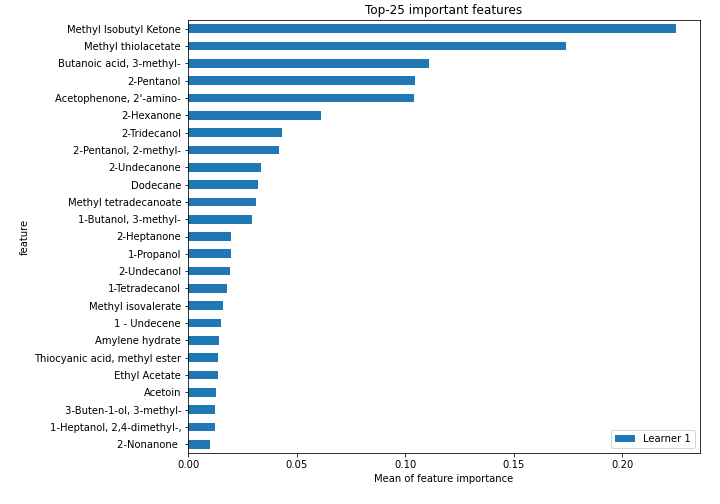 Top-25 important features
Methyl Isobutyl Ketone
Methyl thiolacetate
Butanoic acid, 3-methyl-
2-Pentanol
Acetophenone, 2'-amino-
2-Hexanone
2-Tridecanol
2-Pentanol, 2-methyl-
2-Undecanone
Dodecane
Methyl tetradecanoate
1-Butanol, 3-methyl-
2-Heptanone
1-Propanol
2-Undecanol
1-Tetradecanol
Methyl isovalerate
1 - Undecene
Amylene hydrate
Thiocyanic acid, methyl ester
Ethyl Acetate
Acetoin
3-Buten-1-ol, 3-methyl-
1-Heptanol, 2,4-dimethyl-,
2-Nonanone
feature
Learner 1
0.00 0.05 0.10 0.15 0.20
Mean of feature importance